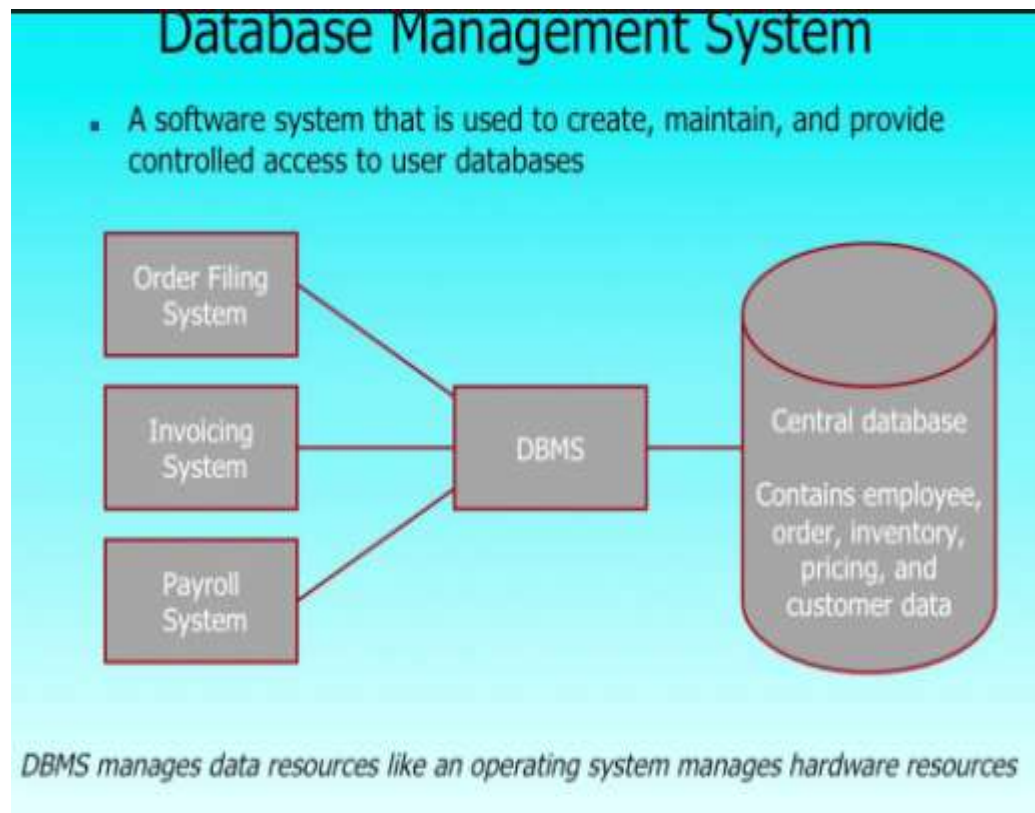 Database Management System
▪ A software system that is used to create, maintain, and provide
controlled access to user databases
Order Filing
System
Invoicing
System
Payroll
System
DBMS
Central database
Contains employee,
order, inventory,
pricing, and
customer data
DBMS manages data resources like an operating system manages hardware resources